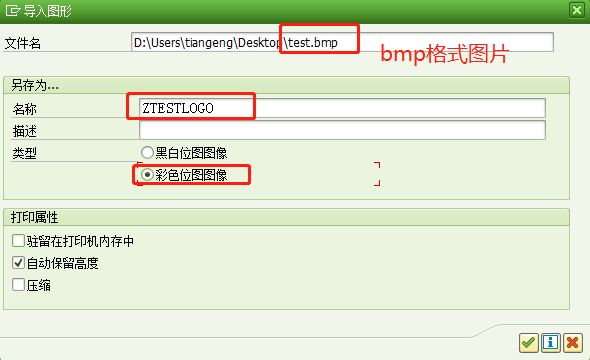 导入图形
文件名 D:\Users\tiangeng\Desktop\test.bmp
bmp格式图片
另存为...
名称 ZTESTLOGO
描述
类型 黑白位图图像
彩色位图图像
打印属性
驻留在打印机内存中
自动保留高度
压缩